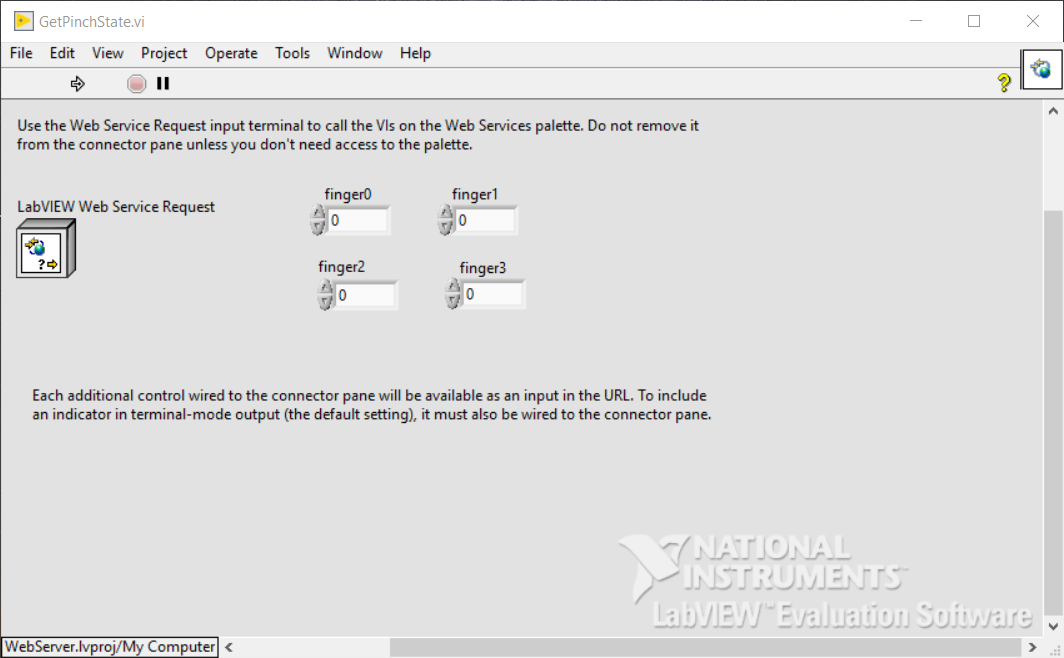 GetPinchState.vi
File Edit View Project Operate Tools Window Help
?
Use the Web Service Request input terminal to call the VIs on the Web Services palette. Do not remove it
from the connector pane unless you don't need access to the palette.
LabVIEW Web Service Request
?
finger0
0
finger1
0
finger2
0
finger3
0
Each additional control wired to the connector pane will be available as an input in the URL. To include
an indicator in terminal-mode output (the default setting), it must also be wired to the connector pane.
NATIONAL
INSTRUMENTS™
LabVIEW™Evaluation Software
WebServer.lvproj/My Computer